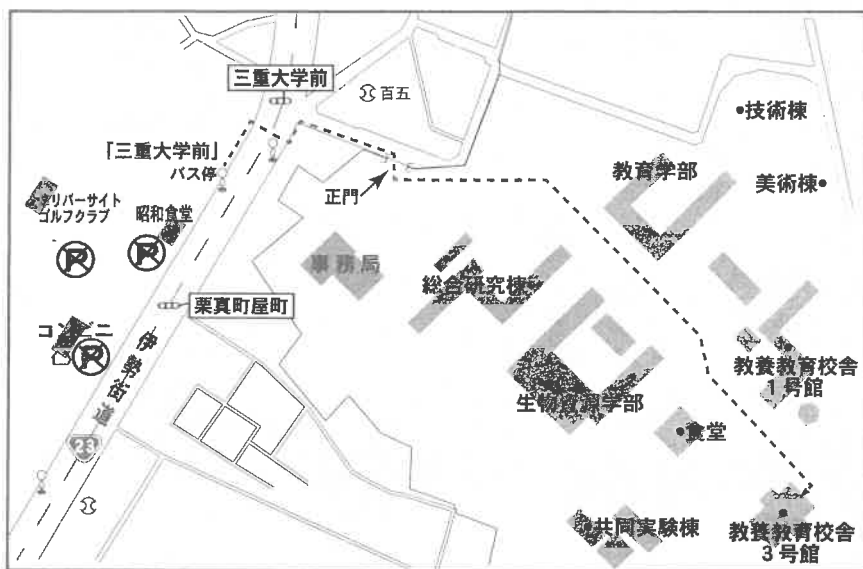 三重大学前
百五
「三重大学前」
バス停
正門
教育学部
技術棟
美術棟
リバーサイト
ゴルフクラブ
昭和食堂
事務局
総合研究棟
栗真町屋町
伊勢街道
23
生物資源学部
教養教育校舎
1号館
食堂
共同実験棟
教養教育校舎
3号館